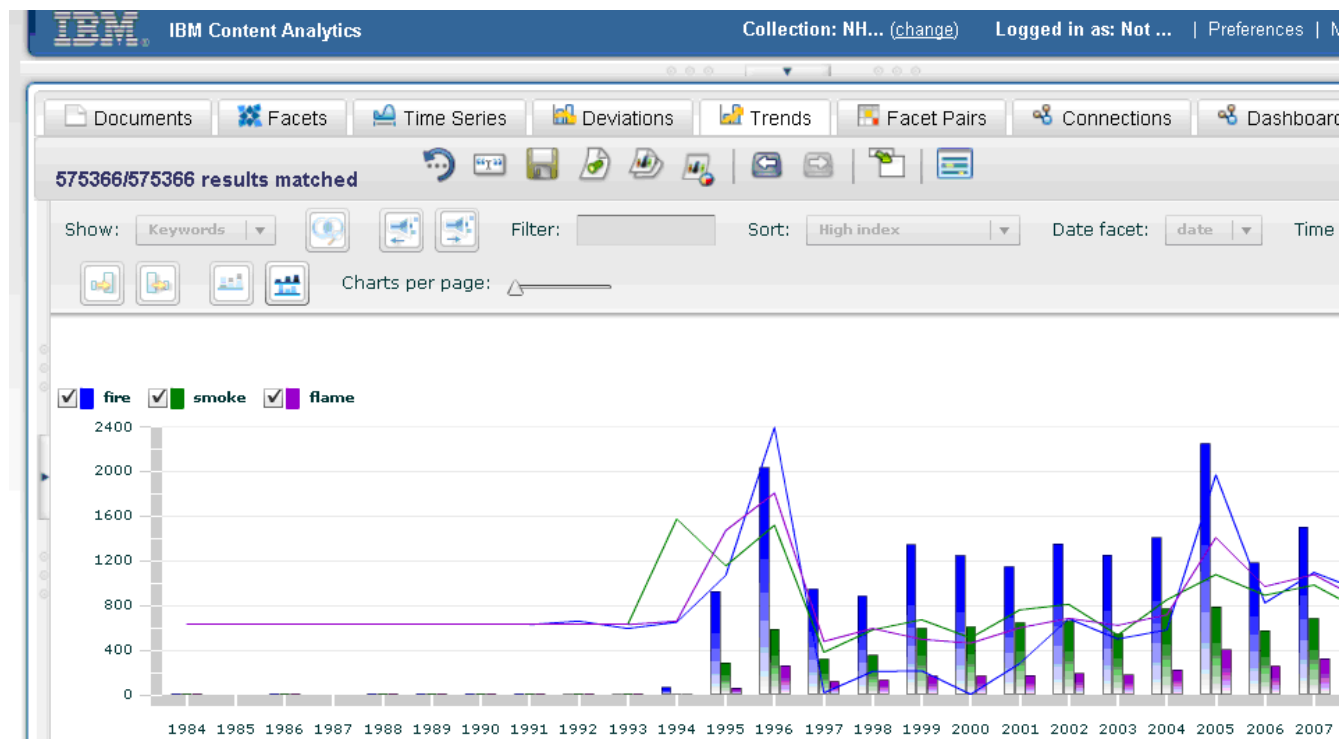 IBM® IBM Content Analytics Collection: NH... (change) Logged in as: Not ... | Preferences |
Documents Facets Time Series Deviations Trends Facet Pairs Connections Dashboard
575366/575366 results matched
Show: Keywords Filter: Sort: High index Date facet: date Time
Charts per page:
fire smoke flame
2400
2000
1600
1200
800
400
0
1984 1985 1986 1987 1988 1989 1990 1991 1992 1993 1994 1995 1996 1997 1998 1999 2000 2001 2002 2003 2004 2005 2006 2007